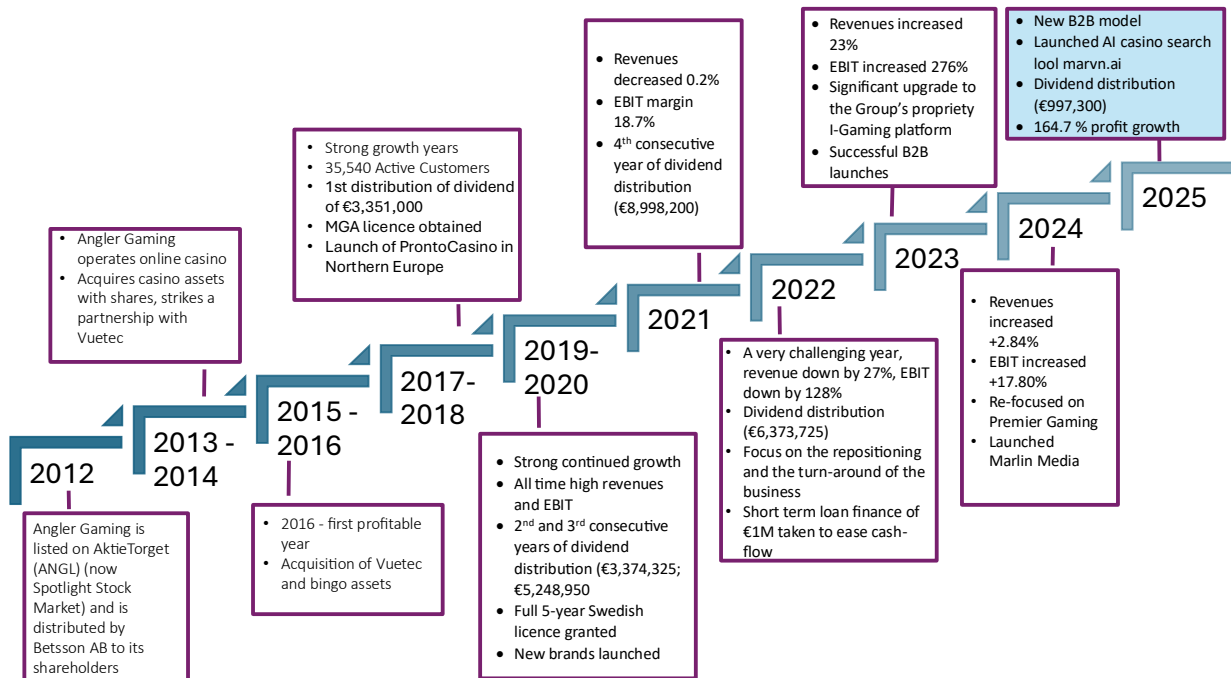 2012
Angler Gaming is
listed on AktieTorget
(ANGL) (now
Spotlight Stock
Market) and is
distributed by
Betsson AB to its
shareholders
2013 -
2014
• Angler Gaming
operates online casino
• Acquires casino assets
with shares, strikes a
partnership with
Vuetec
2015 -
2016
• 2016 - first profitable
year
• Acquisition of Vuetec
and bingo assets
2017-
2018
• Strong growth years
• 35,540 Active Customers
• 1st distribution of dividend
of €3,351,000
• MGA licence obtained
• Launch of ProntoCasino in
Northern Europe
2019-
2020
• Strong continued growth
• All time high revenues
and EBIT
• 2nd and 3rd consecutive
years of dividend
distribution (€3,374,325;
€5,248,950
• Full 5-year Swedish
licence granted
• New brands launched
2021
• Revenues
decreased 0.2%
• EBIT margin
18.7%
• 4th consecutive
year of dividend
distribution
(€8,998,200)
2022
• A very challenging year,
revenue down by 27%, EBIT
down by 128%
• Dividend distribution
(€6,373,725)
• Focus on the repositioning
and the turn-around of the
business
• Short term loan finance of
€1M taken to ease cash-
flow
2023
• Revenues increased
23%
• EBIT increased 276%
• Significant upgrade to
the Group's propriety
I-Gaming platform
• Successful B2B
launches
2024
• Revenues
increased
+2.84%
• EBIT increased
+17.80%
• Re-focused on
Premier Gaming
• Launched
Marlin Media
2025
• New B2B model
• Launched AI casino search
lool marvn.ai
• Dividend distribution
(€997,300)
• 164.7 % profit growth